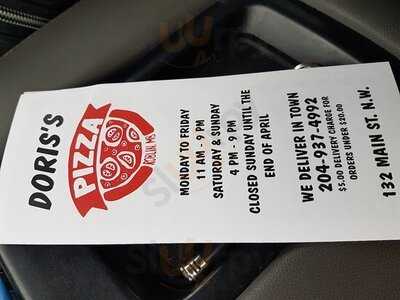 DORIS'S
PIZZA
ROBLIN, MB
MONDAY TO FRIDAY
11 AM - 9 PM
SATURDAY & SUNDAY
4 PM - 9 PM
CLOSED SUNDAY UNTIL THE
END OF APRIL
WE DELIVER IN TOWN
204-937-4992
$5.00 DELIVERY CHARGE FOR
ORDERS UNDER $20.00
132 MAIN ST. N.W.